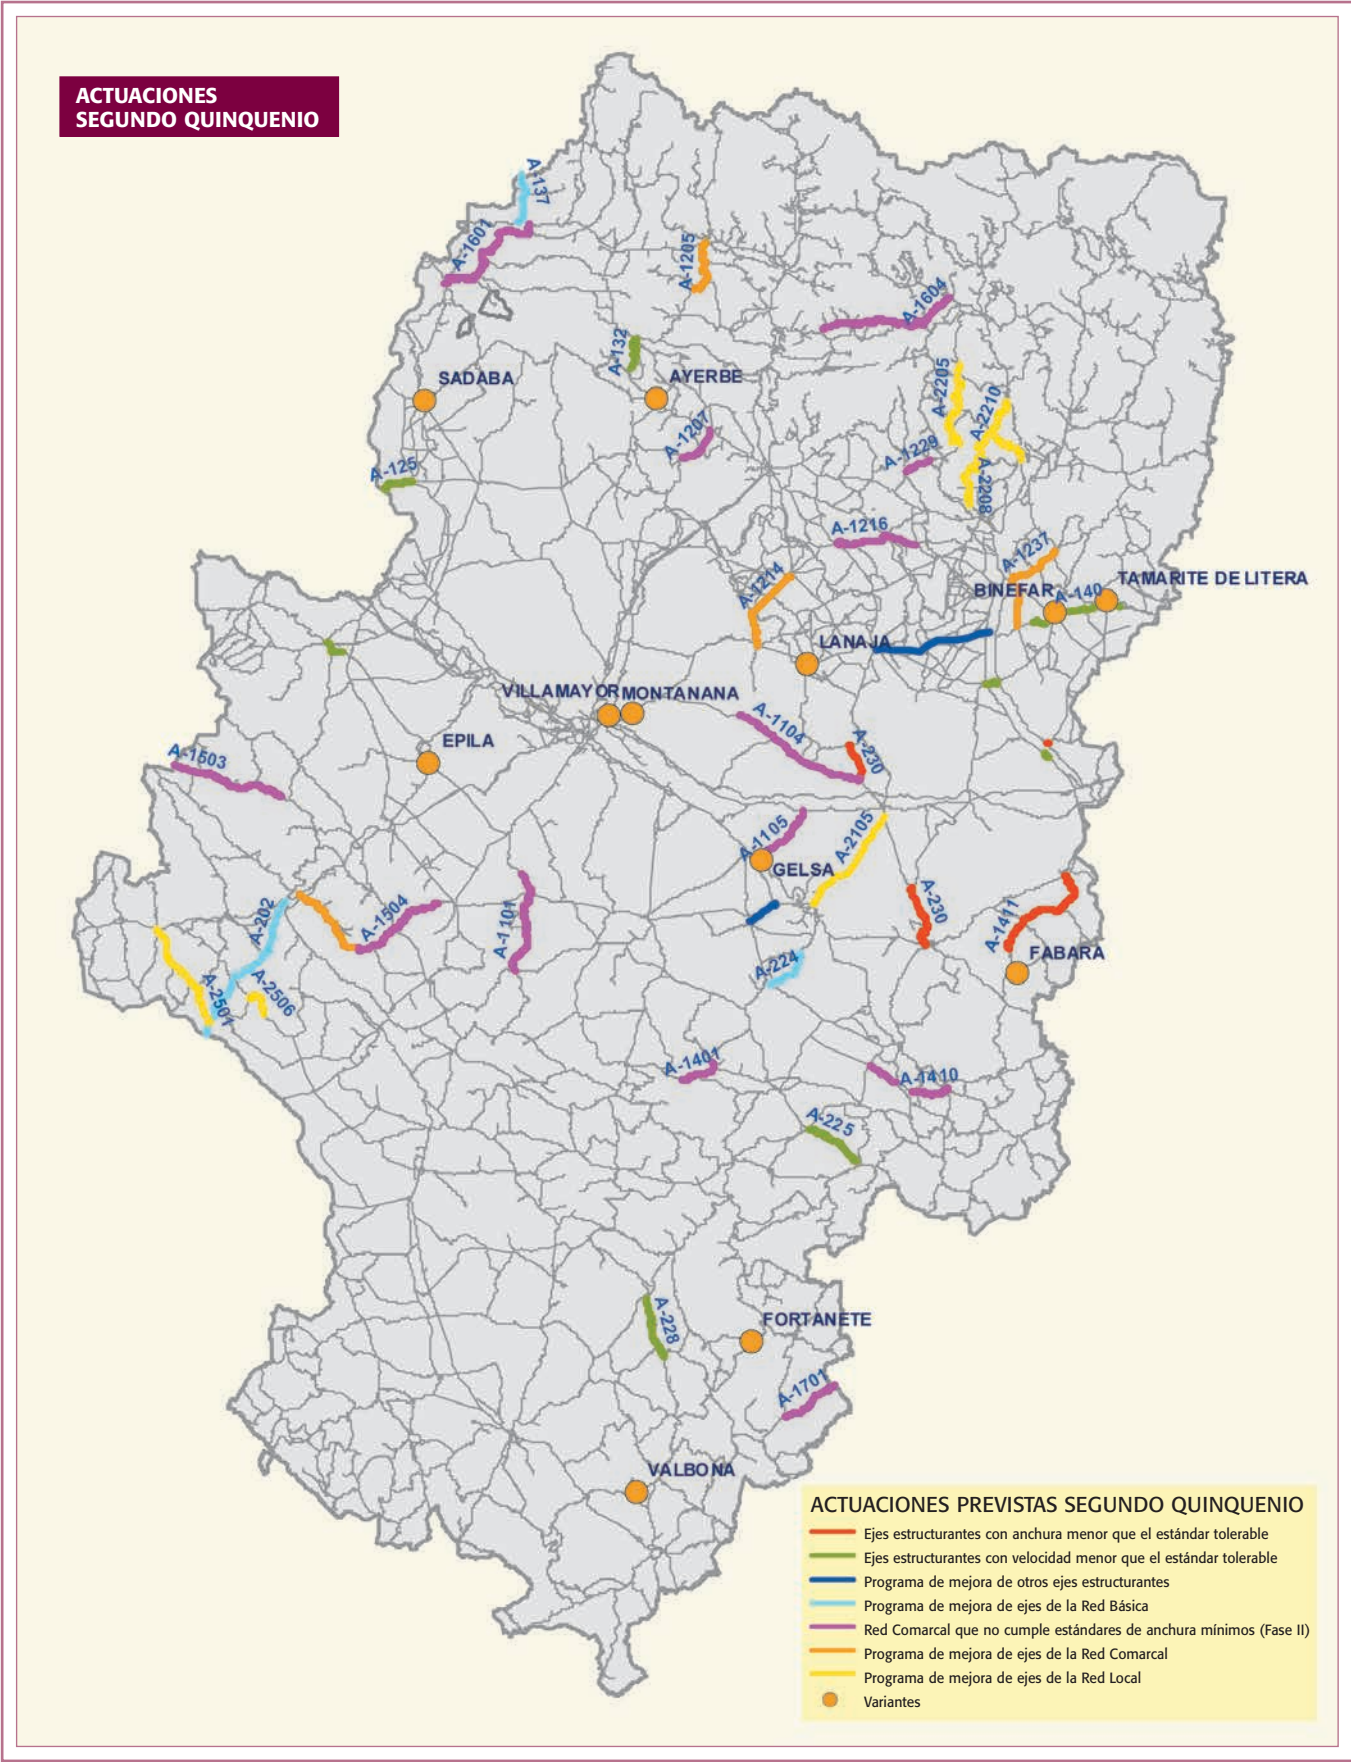 ACTUACIONES
SEGUNDO QUINQUENIO
A-137
A-1601
A-1205
A-1604
A-132
SADABA
AYERBE
A-2205
A-2210
A-1207
A-1229
A-125
A-2208
A-1216
A-1237
A-1214
BINEFAR
A-140
TAMARITE DE LITERA
LANAJA
VILLAMAYOR
MONTANANA
A-1104
EPILA
A-230
A-1503
A-1105
A-2105
GELSA
A-202
A-1504
A-1101
A-230
A-1411
FABARA
A-224
A-2501
A-2506
A-1401
A-1410
A-225
A-228
FORTANETE
A-1701
VALBONA
ACTUACIONES PREVISTAS SEGUNDO QUINQUENIO
Ejes estructurantes con anchura menor que el estándar tolerable
Ejes estructurantes con velocidad menor que el estándar tolerable
Programa de mejora de otros ejes estructurantes
Programa de mejora de ejes de la Red Básica
Red Comarcal que no cumple estándares de anchura mínimos (Fase II)
Programa de mejora de ejes de la Red Comarcal
Programa de mejora de ejes de la Red Local
Variantes